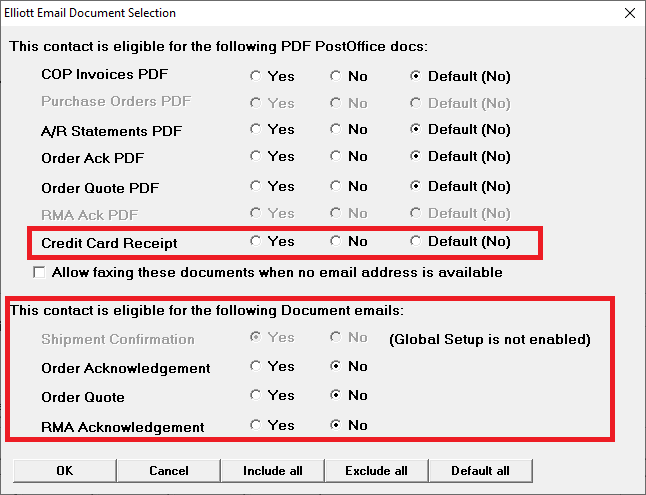 Elliott Email Document Selection
This contact is eligible for the following PDF PostOffice docs:
COP Invoices PDF Yes No Default (No)
Purchase Orders PDF Yes No Default (No)
A/R Statements PDF Yes No Default (No)
Order Ack PDF Yes No Default (No)
Order Quote PDF Yes No Default (No)
RMA Ack PDF Yes No Default (No)
Credit Card Receipt Yes No Default (No)
Allow faxing these documents when no email address is available
This contact is eligible for the following Document emails:
Shipment Confirmation Yes No (Global Setup is not enabled)
Order Acknowledgement Yes No
Order Quote Yes No
RMA Acknowledgement Yes No
OK Cancel Include all Exclude all Default all